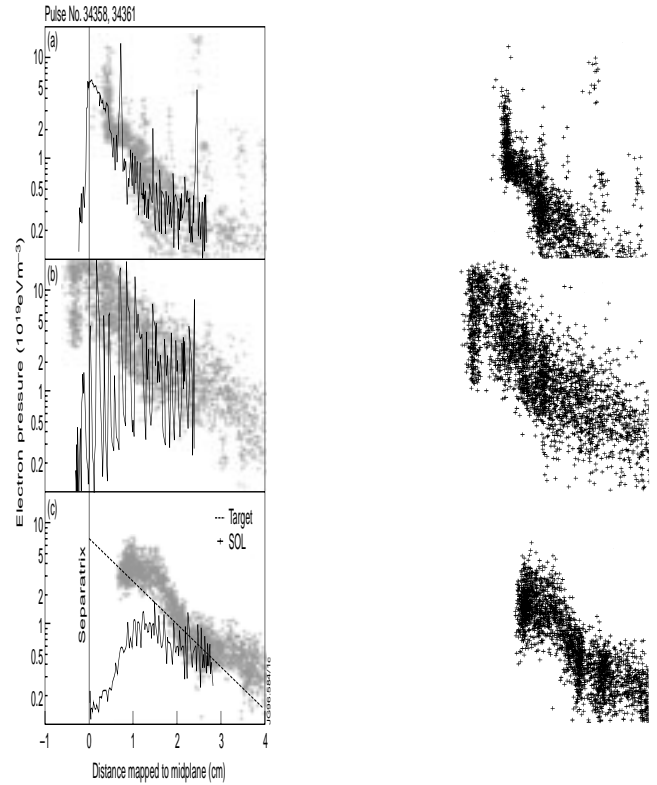 Pulse No. 34358, 34361
(a)
10
5
2
1
0.5
0.2
(b)
10
5
2
1
0.5
0.2
(c)
--- Target
+ SOL
10
5
2
1
0.5
0.2
Electron pressure (10¹⁹eVm⁻³)
Separatrix
JG96.584/1c
−1 0 1 2 3 4
Distance mapped to midplane (cm)